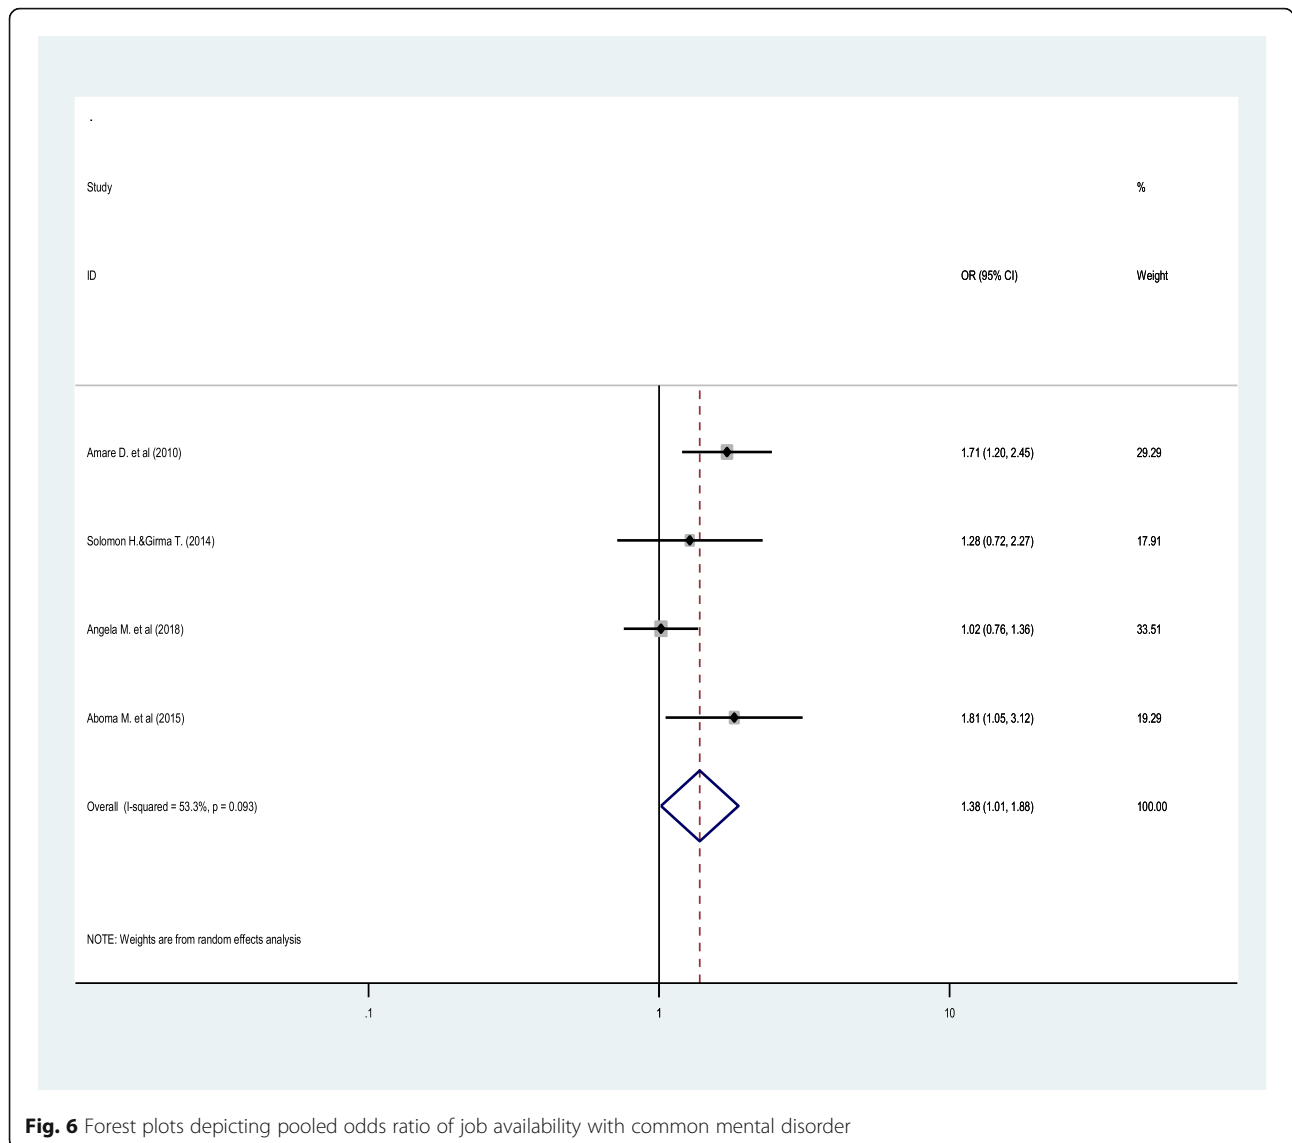 .
Study %
ID OR (95% CI) Weight
Amare D. et al (2010) 1.71 (1.20, 2.45) 29.29
Solomon H.&Girma T. (2014) 1.28 (0.72, 2.27) 17.91
Angela M. et al (2018) 1.02 (0.76, 1.36) 33.51
Aboma M. et al (2015) 1.81 (1.05, 3.12) 19.29
Overall (I-squared = 53.3%, p = 0.093) 1.38 (1.01, 1.88) 100.00
NOTE: Weights are from random effects analysis
.1 1 10
Fig. 6 Forest plots depicting pooled odds ratio of job availability with common mental disorder